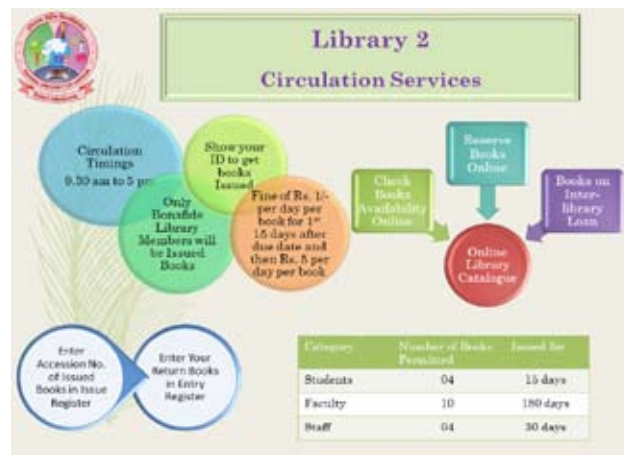 Library 2
Circulation Services
Circulation
Timings
9.30 am to 5 pm
Show your
ID to get
books
Issued
Only
Bonafide
Library
Members will
be Issued
Books
Fine of Rs. 1/-
per day per
book for 1st
15 days after
due date and
then Rs. 5 per
day per book
Reserve
Books
Online
Check
Books
Availability
Online
Books on
Inter-
library
Loan
Online
Library
Catalogue
Enter
Accession No.
of Issued
Books in Issue
Register
Enter Your
Return Books
in Entry
Register
Category Number of Books Issued for
Permitted
Students 04 15 days
Faculty 10 180 days
Staff 04 30 days